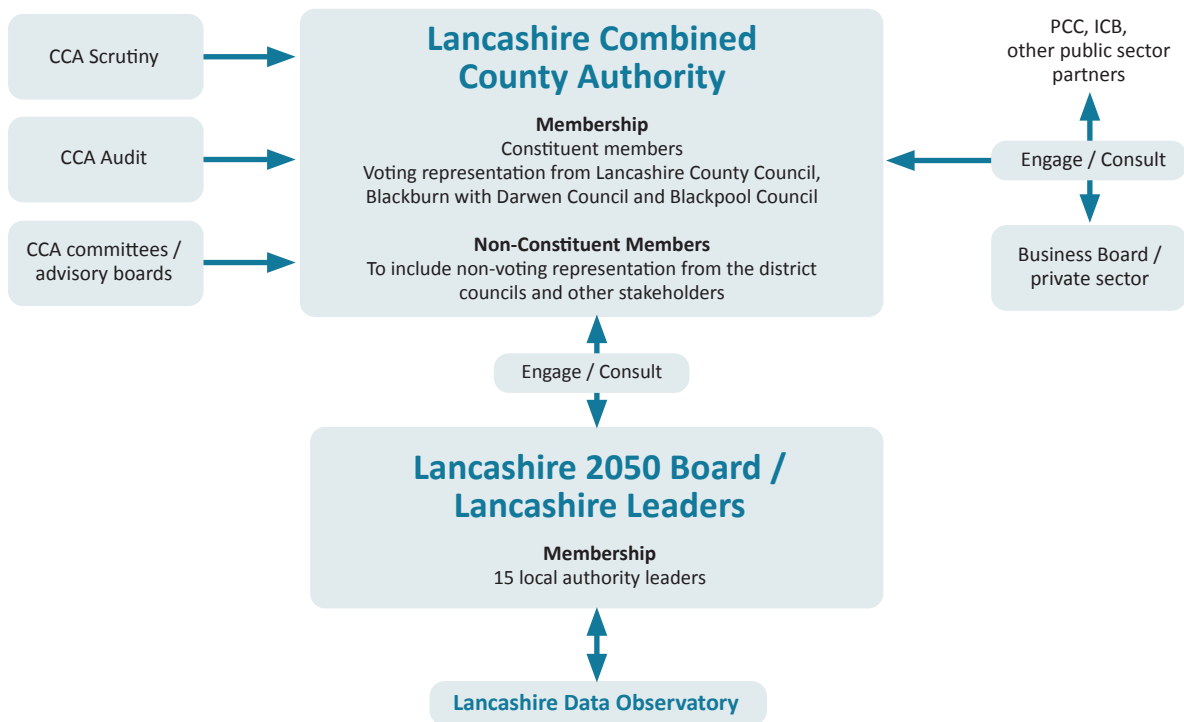 CCA Scrutiny
CCA Audit
CCA committees /
advisory boards
Lancashire Combined
County Authority
Membership
Constituent members
Voting representation from Lancashire County Council,
Blackburn with Darwen Council and Blackpool Council
Non-Constituent Members
To include non-voting representation from the district
councils and other stakeholders
PCC, ICB,
other public sector
partners
Engage / Consult
Business Board /
private sector
Engage / Consult
Lancashire 2050 Board /
Lancashire Leaders
Membership
15 local authority leaders
Lancashire Data Observatory